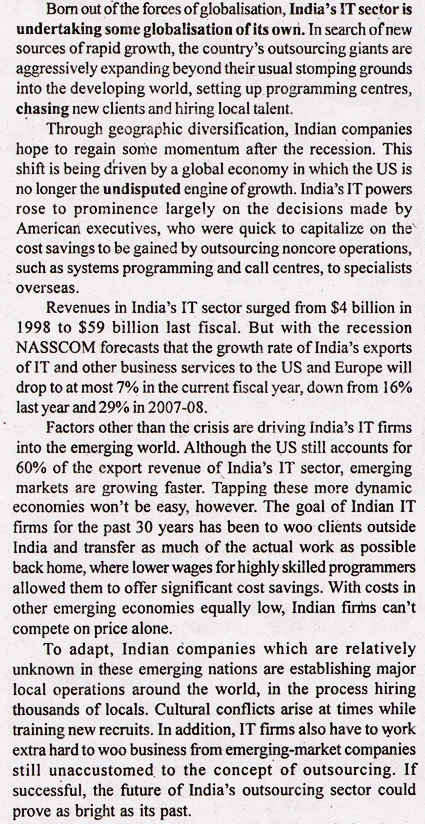 Born out of the forces of globalisation, India's IT sector is
undertaking some globalisation of its own. In search of new
sources of rapid growth, the country's outsourcing giants are
aggressively expanding beyond their usual stomping grounds
into the developing world, setting up programming centres,
chasing new clients and hiring local talent.
Through geographic diversification, Indian companies
hope to regain some momentum after the recession. This
shift is being driven by a global economy in which the US is
no longer the undisputed engine of growth. India's IT powers
rose to prominence largely on the decisions made by
American executives, who were quick to capitalize on the
cost savings to be gained by outsourcing noncore operations,
such as systems programming and call centres, to specialists
overseas.
Revenues in India's IT sector surged from $4 billion in
1998 to $59 billion last fiscal. But with the recession
NASSCOM forecasts that the growth rate of India's exports
of IT and other business services to the US and Europe will
drop to at most 7% in the current fiscal year, down from 16%
last year and 29% in 2007-08.
Factors other than the crisis are driving India's IT firms
into the emerging world. Although the US still accounts for
60% of the export revenue of India's IT sector, emerging
markets are growing faster. Tapping these more dynamic
economies won't be easy, however. The goal of Indian IT
firms for the past 30 years has been to woo clients outside
India and transfer as much of the actual work as possible
back home, where lower wages for highly skilled programmers
allowed them to offer significant cost savings. With costs in
other emerging economies equally low, Indian firms can't
compete on price alone.
To adapt, Indian companies which are relatively
unknown in these emerging nations are establishing major
local operations around the world, in the process hiring
thousands of locals. Cultural conflicts arise at times while
training new recruits. In addition, IT firms also have to work
extra hard to woo business from emerging-market companies
still unaccustomed to the concept of outsourcing. If
successful, the future of India's outsourcing sector could
prove as bright as its past.